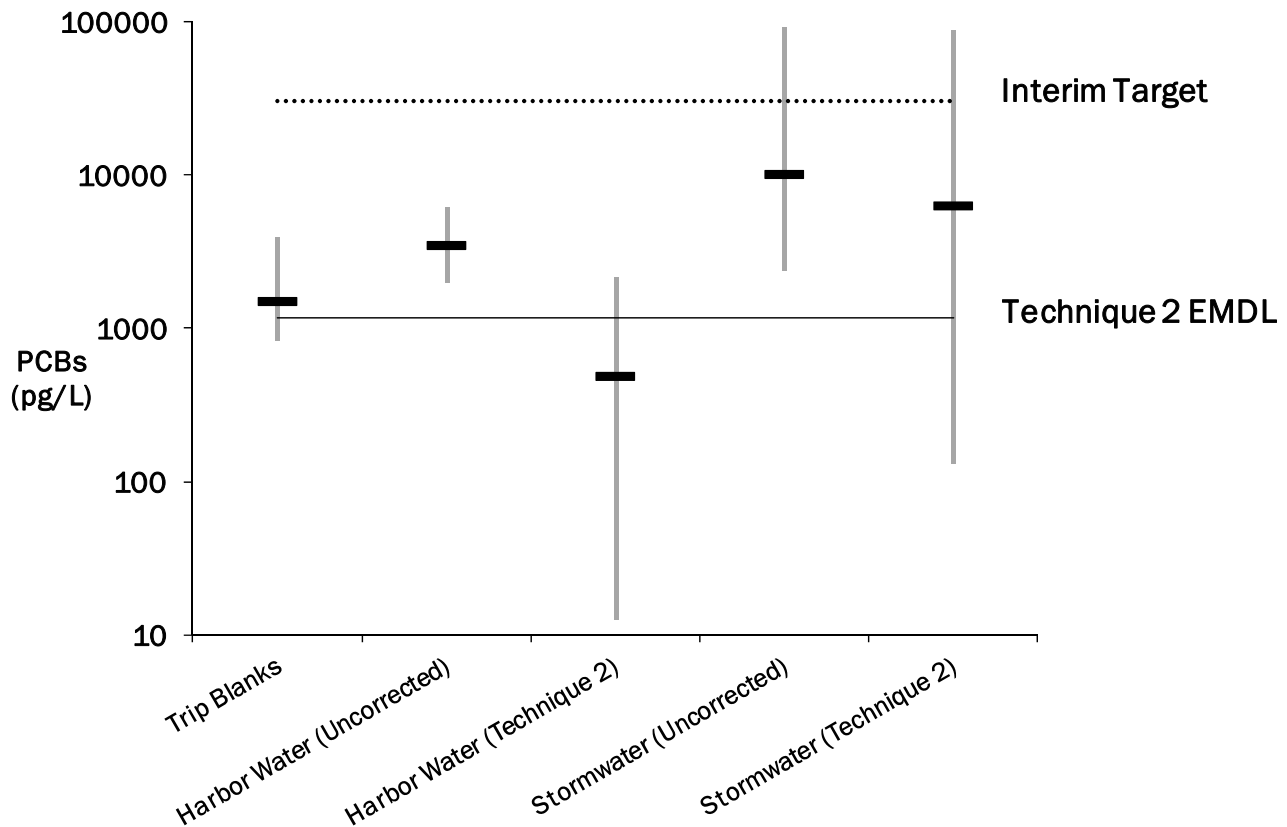 100000
Interim Target
10000
Technique 2 EMDL
1000
PCBs
(pg/L)
100
10
Trip Blanks
Harbor Water (Uncorrected)
Harbor Water (Technique 2)
Stormwater (Uncorrected)
Stormwater (Technique 2)